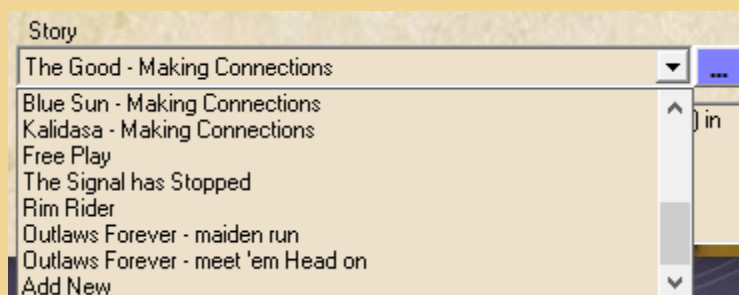 Story
The Good - Making Connections
...
Blue Sun - Making Connections
Kalidasa - Making Connections
) in
Free Play
The Signal has Stopped
Rim Rider
Outlaws Forever - maiden run
Outlaws Forever - meet 'em Head on
Add New